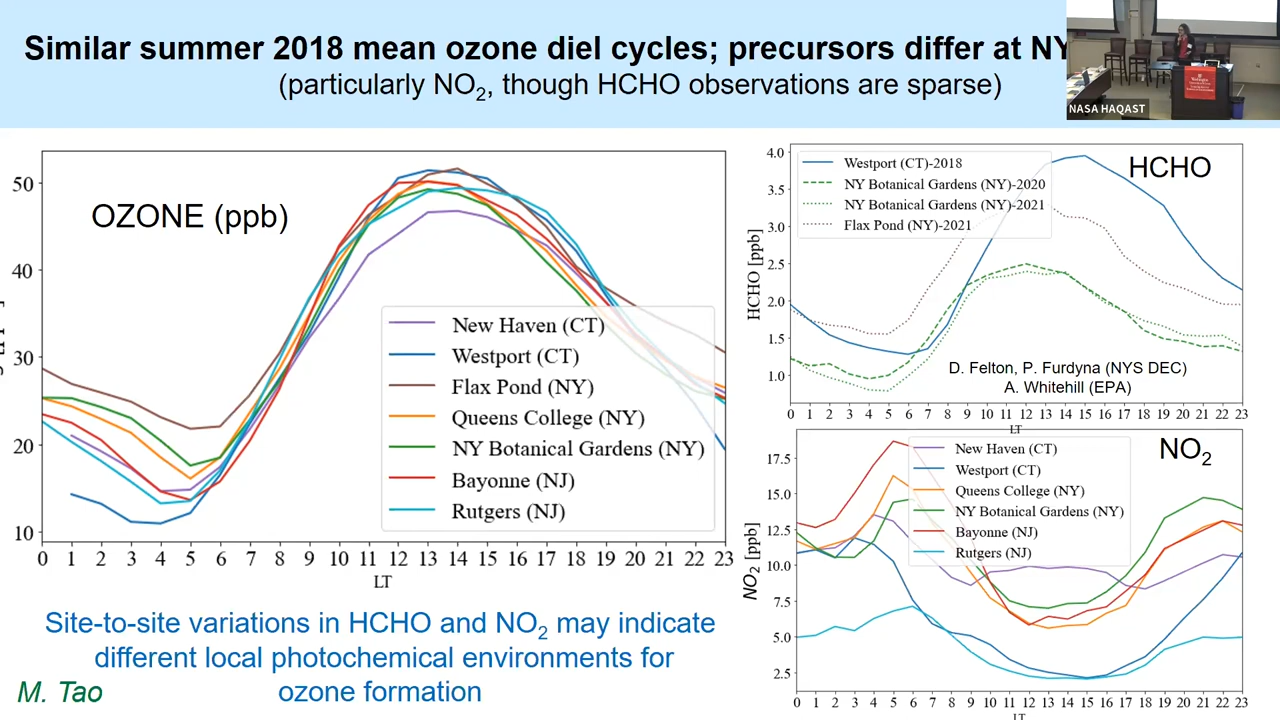 Similar summer 2018 mean ozone diel cycles; precursors differ at NY
(particularly NO₂, though HCHO observations are sparse)
NASA HAQAST
OZONE (ppb)
50
40
30
20
10
New Haven (CT)
Westport (CT)
Flax Pond (NY)
Queens College (NY)
NY Botanical Gardens (NY)
Bayonne (NJ)
Rutgers (NJ)
0 1 2 3 4 5 6 7 8 9 10 11 12 13 14 15 16 17 18 19 20 21 22 23
LT
HCHO
HCHO [ppb]
4.0
3.5
3.0
2.5
2.0
1.5
1.0
Westport (CT)-2018
NY Botanical Gardens (NY)-2020
NY Botanical Gardens (NY)-2021
Flax Pond (NY)-2021
D. Felton, P. Furdyna (NYS DEC)
A. Whitehill (EPA)
0 1 2 3 4 5 6 7 8 9 10 11 12 13 14 15 16 17 18 19 20 21 22 23
LT
NO₂
NO₂ [ppb]
17.5
15.0
12.5
10.0
7.5
5.0
2.5
New Haven (CT)
Westport (CT)
Queens College (NY)
NY Botanical Gardens (NY)
Bayonne (NJ)
Rutgers (NJ)
0 1 2 3 4 5 6 7 8 9 10 11 12 13 14 15 16 17 18 19 20 21 22 23
LT
Site-to-site variations in HCHO and NO₂ may indicate
different local photochemical environments for
ozone formation
M. Tao